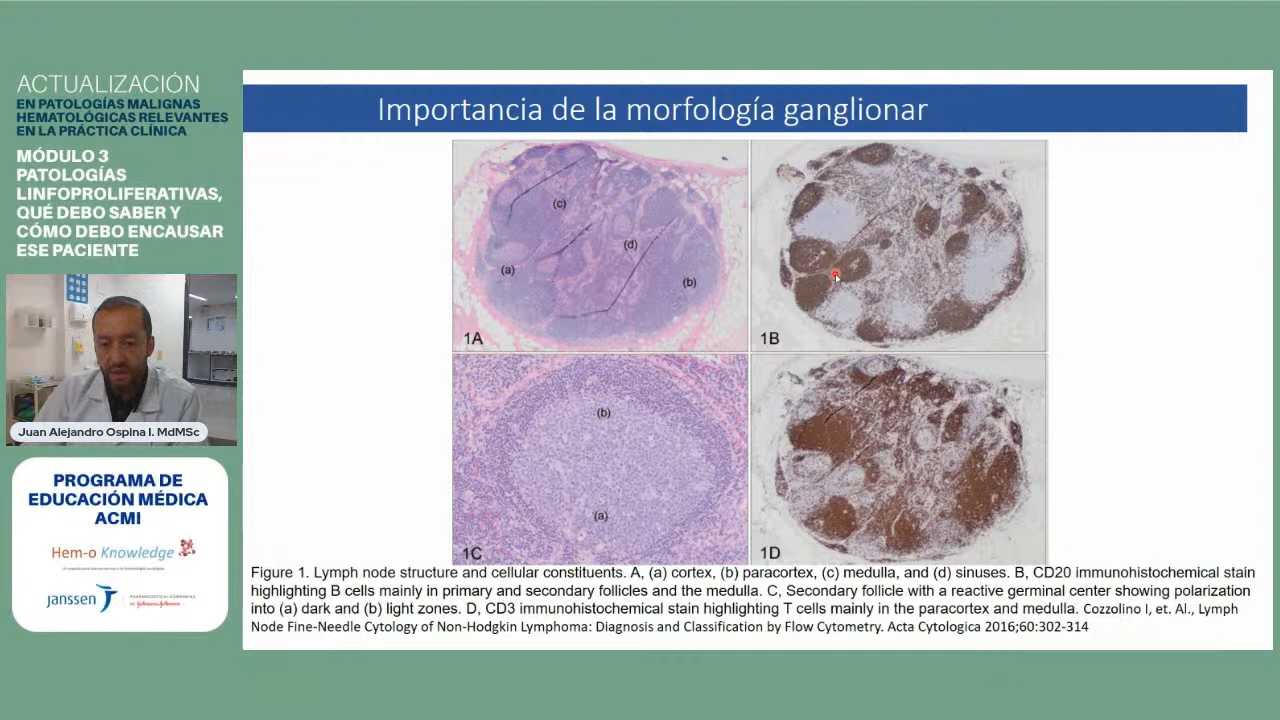 ACTUALIZACIÓN
EN PATOLOGÍAS MALIGNAS
HEMATOLÓGICAS RELEVANTES
EN LA PRÁCTICA CLÍNICA
MÓDULO 3
PATOLOGÍAS
LINFOPROLIFERATIVAS,
QUÉ DEBO SABER Y
CÓMO DEBO ENCAUSAR
ESE PACIENTE
Juan Alejandro Ospina I. MdMSc
PROGRAMA DE
EDUCACIÓN MÉDICA
ACMI
Hem-o Knowledge
janssen
PHARMACEUTICAL COMPANIES
OF Johnson&Johnson
Importancia de la morfología ganglionar
(c)
(d)
(a)
(b)
1A
1B
(b)
(a)
1C
1D
Figure 1. Lymph node structure and cellular constituents. A, (a) cortex, (b) paracortex, (c) medulla, and (d) sinuses. B, CD20 immunohistochemical stain
highlighting B cells mainly in primary and secondary follicles and the medulla. C, Secondary follicle with a reactive germinal center showing polarization
into (a) dark and (b) light zones. D, CD3 immunohistochemical stain highlighting T cells mainly in the paracortex and medulla. Cozzolino I, et. Al., Lymph
Node Fine-Needle Cytology of Non-Hodgkin Lymphoma: Diagnosis and Classification by Flow Cytometry. Acta Cytologica 2016;60:302-314